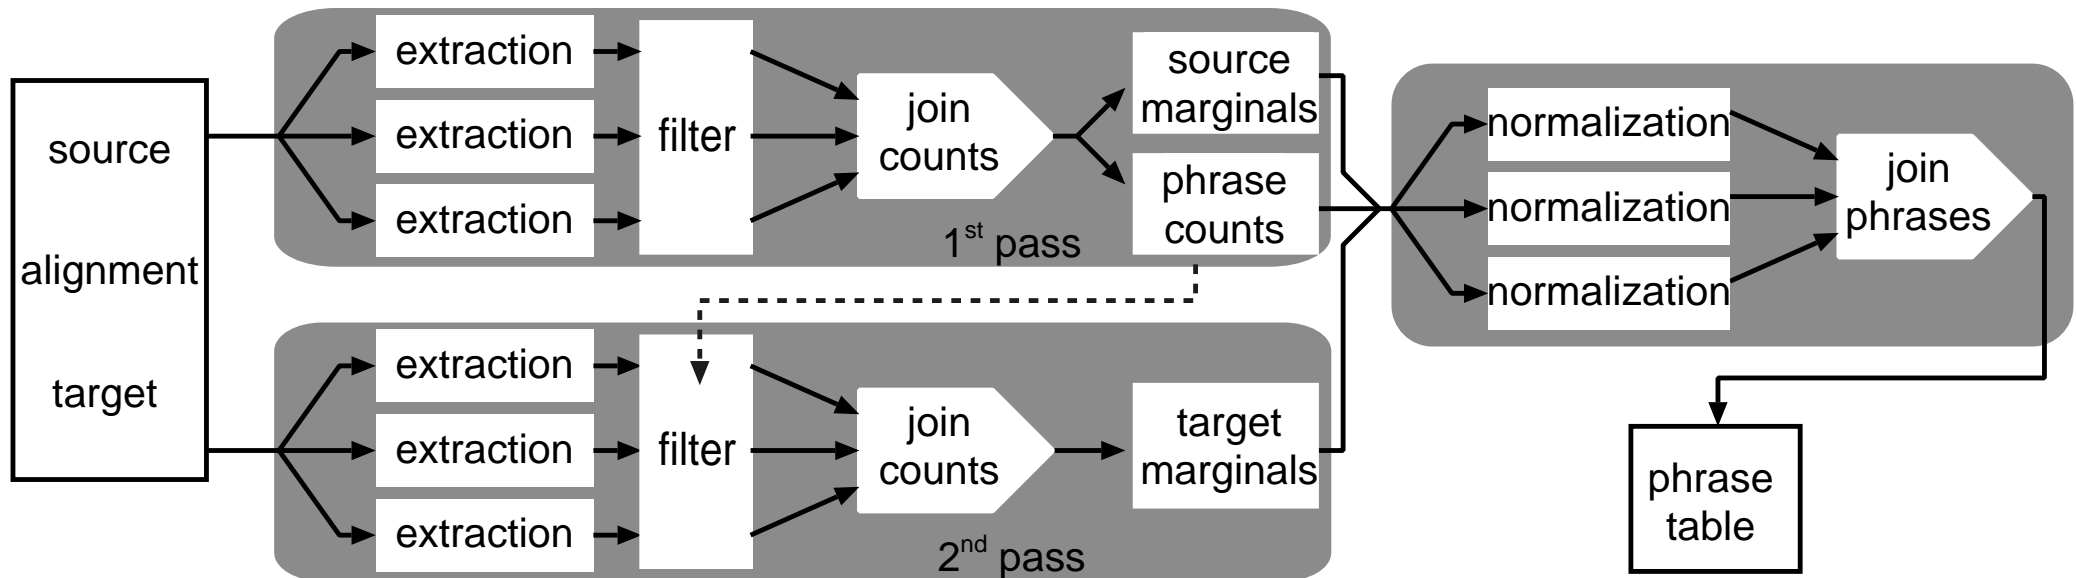 source
alignment
target
extraction
extraction
extraction
filter
join
counts
source
marginals
phrase
counts
1st pass
extraction
extraction
extraction
filter
join
counts
target
marginals
2nd pass
normalization
normalization
normalization
join
phrases
phrase
table